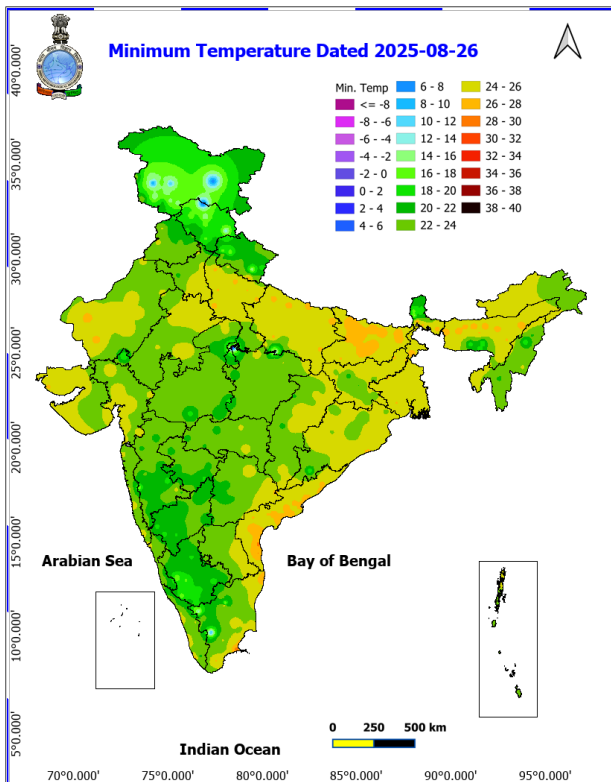 Minimum Temperature Dated 2025-08-26
Min. Temp
<= -8
-8 - -6
-6 - -4
-4 - -2
-2 - 0
0 - 2
2 - 4
4 - 6
6 - 8
8 - 10
10 - 12
12 - 14
14 - 16
16 - 18
18 - 20
20 - 22
22 - 24
24 - 26
26 - 28
28 - 30
30 - 32
32 - 34
34 - 36
36 - 38
38 - 40
40°0.000'
35°0.000'
30°0.000'
25°0.000'
20°0.000'
15°0.000'
10°0.000'
5°0.000'
Arabian Sea
Bay of Bengal
Indian Ocean
0 250 500 km
70°0.000' 75°0.000' 80°0.000' 85°0.000' 90°0.000' 95°0.000'